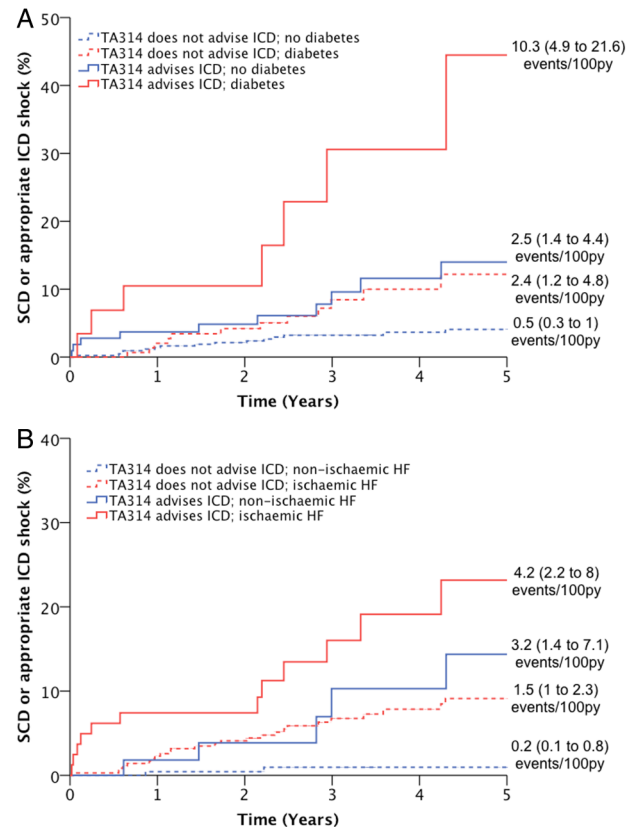 A
50
40
30
20
10
0
SCD or appropriate ICD shock (%)
TA314 does not advise ICD; no diabetes
TA314 does not advise ICD; diabetes
TA314 advises ICD; no diabetes
TA314 advises ICD; diabetes
10.3 (4.9 to 21.6)
events/100py
2.5 (1.4 to 4.4)
events/100py
2.4 (1.2 to 4.8)
events/100py
0.5 (0.3 to 1)
events/100py
0 1 2 3 4 5
Time (Years)
B
40
30
20
10
0
SCD or appropriate ICD shock (%)
TA314 does not advise ICD; non-ischaemic HF
TA314 does not advise ICD; ischaemic HF
TA314 advises ICD; non-ischaemic HF
TA314 advises ICD; ischaemic HF
4.2 (2.2 to 8)
events/100py
3.2 (1.4 to 7.1)
events/100py
1.5 (1 to 2.3)
events/100py
0.2 (0.1 to 0.8)
events/100py
0 1 2 3 4 5
Time (Years)